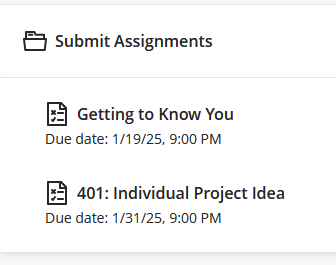 Submit Assignments
Getting to Know You
Due date: 1/19/25, 9:00 PM
401: Individual Project Idea
Due date: 1/31/25, 9:00 PM